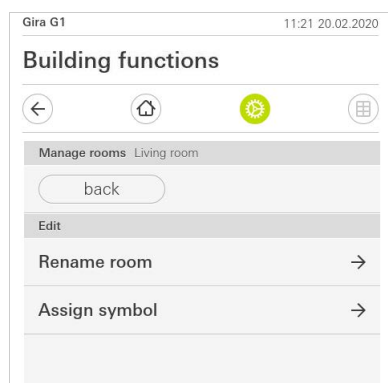 Gira G1 11:21 20.02.2020
Building functions
Manage rooms Living room
back
Edit
Rename room
Assign symbol